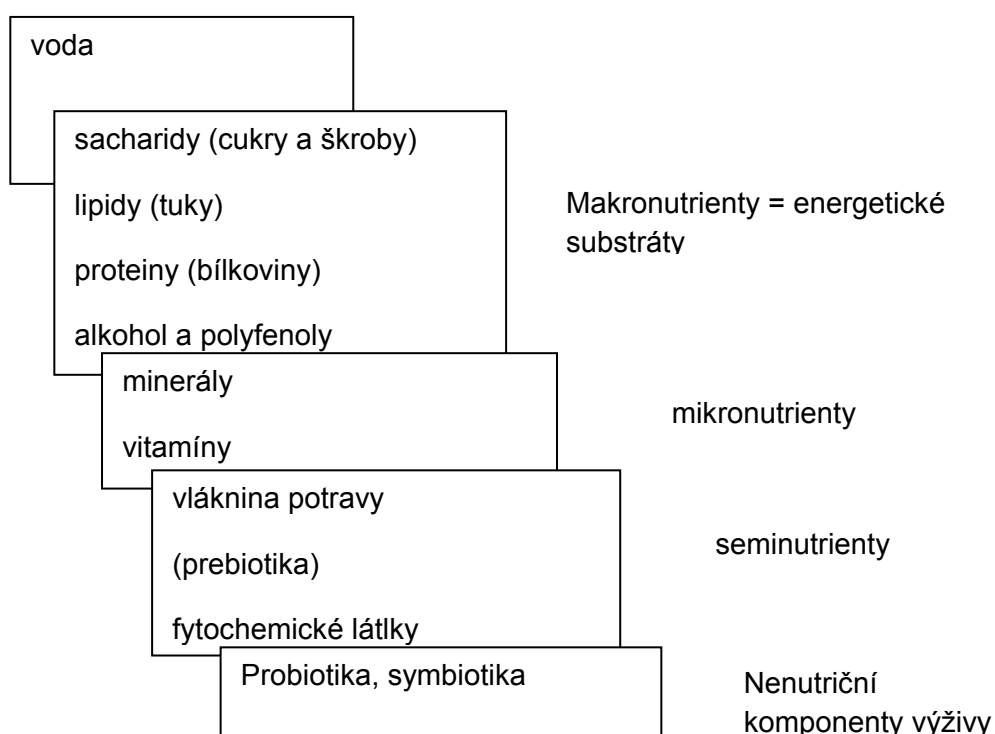 voda
sacharidy (cukry a škroby)
lipidy (tuky)
Makronutrienty = energetické
substráty
proteiny (bílkoviny)
alkohol a polyfenoly
minerály
mikronutrienty
vitamíny
vláknina potravy
seminutrienty
(prebiotika)
fytochemické látlky
Probiotika, symbiotika
Nenutriční
komponenty výživy